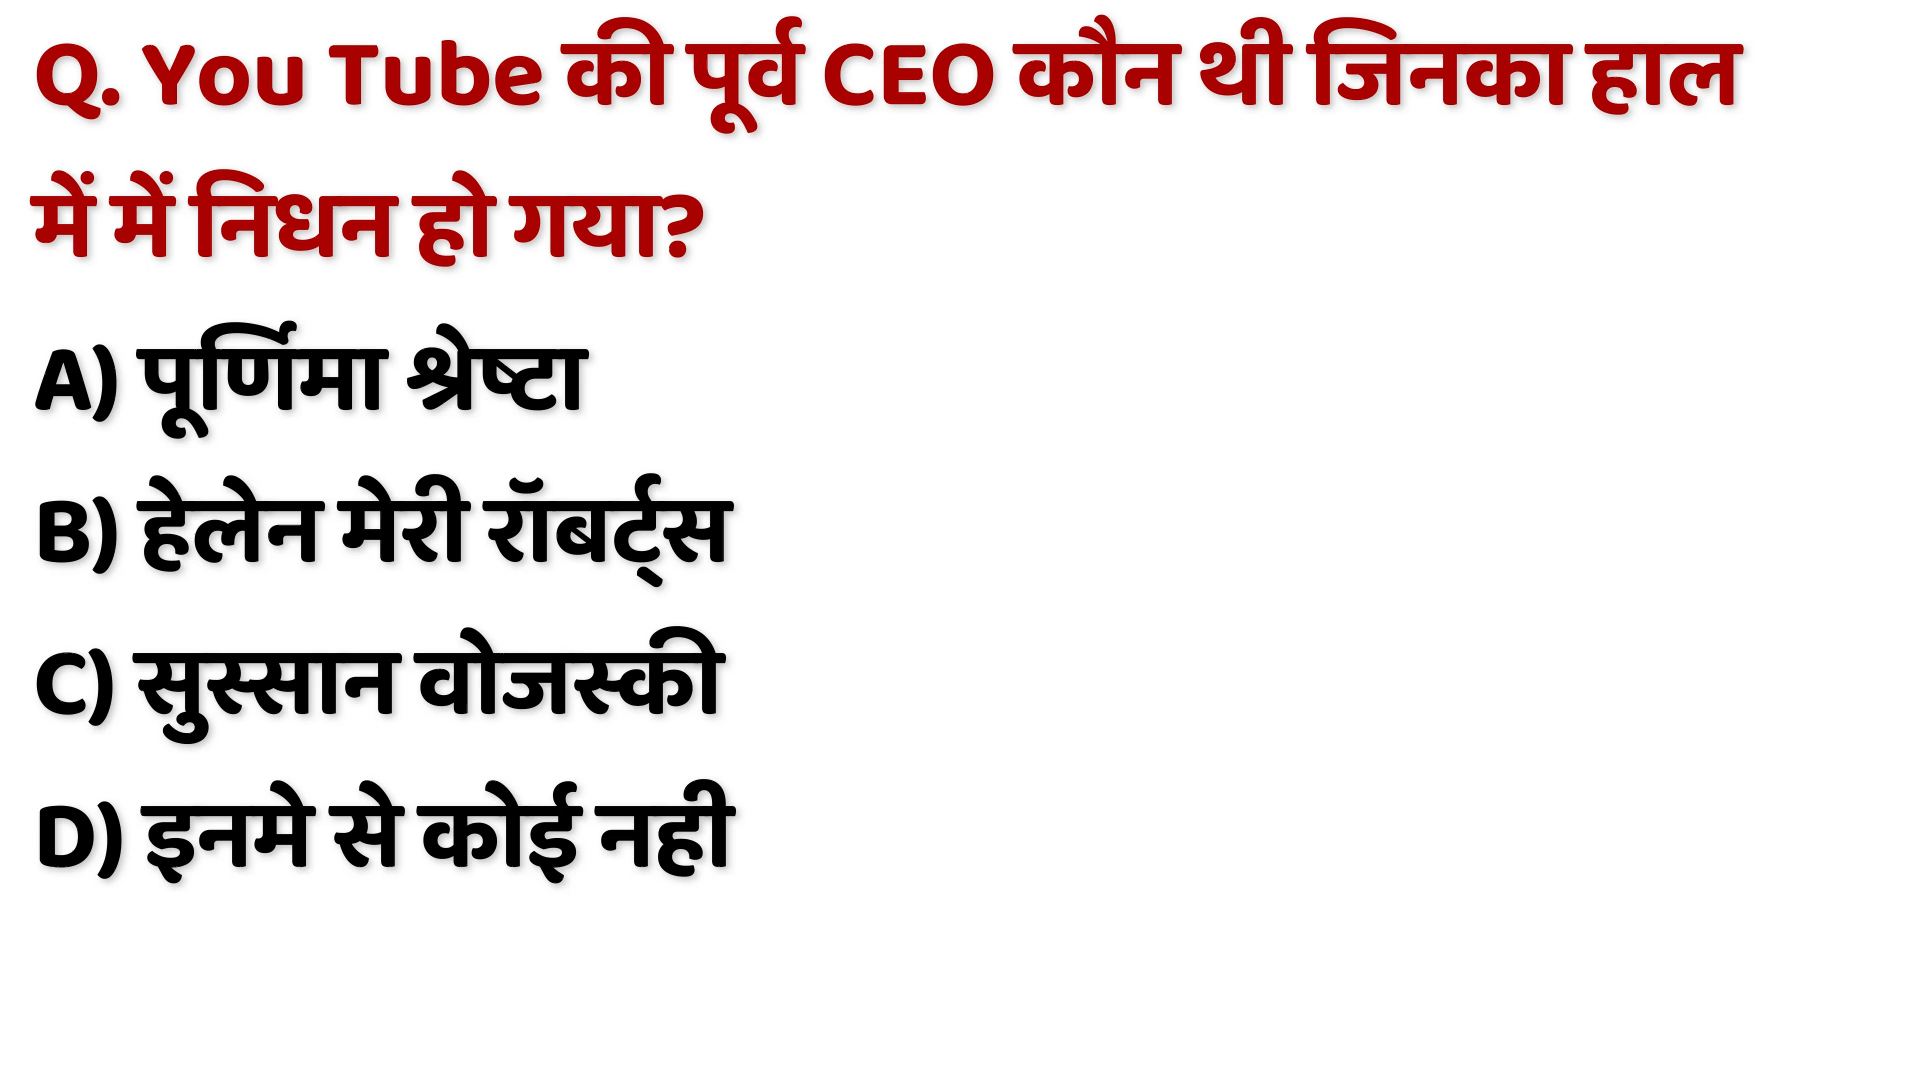 Q. You Tube की पूर्व CEO कौन थी जिनका हाल
में में निधन हो गया?
A) पूर्णिमा श्रेष्टा
B) हेलेन मेरी रॉबर्ट्स
C) सुस्सान वोजस्की
D) इनमे से कोई नही